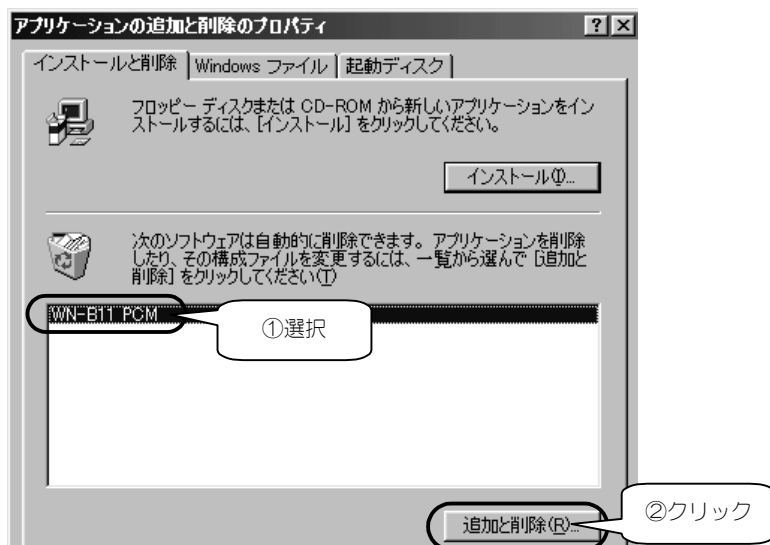 アプリケーションの追加と削除のプロパティ
インストールと削除 Windows ファイル 起動ディスク
フロッピー ディスクまたは CD-ROM から新しいアプリケーションをイン
ストールするには、[インストール] をクリックしてください。
インストール(I)...
次のソフトウェアは自動的に削除できます。アプリケーションを削除
したり、その構成ファイルを変更するには、一覧から選んで [追加と
削除] をクリックしてください(T)
WN-B11 PCM
①選択
追加と削除(R)...
②クリック